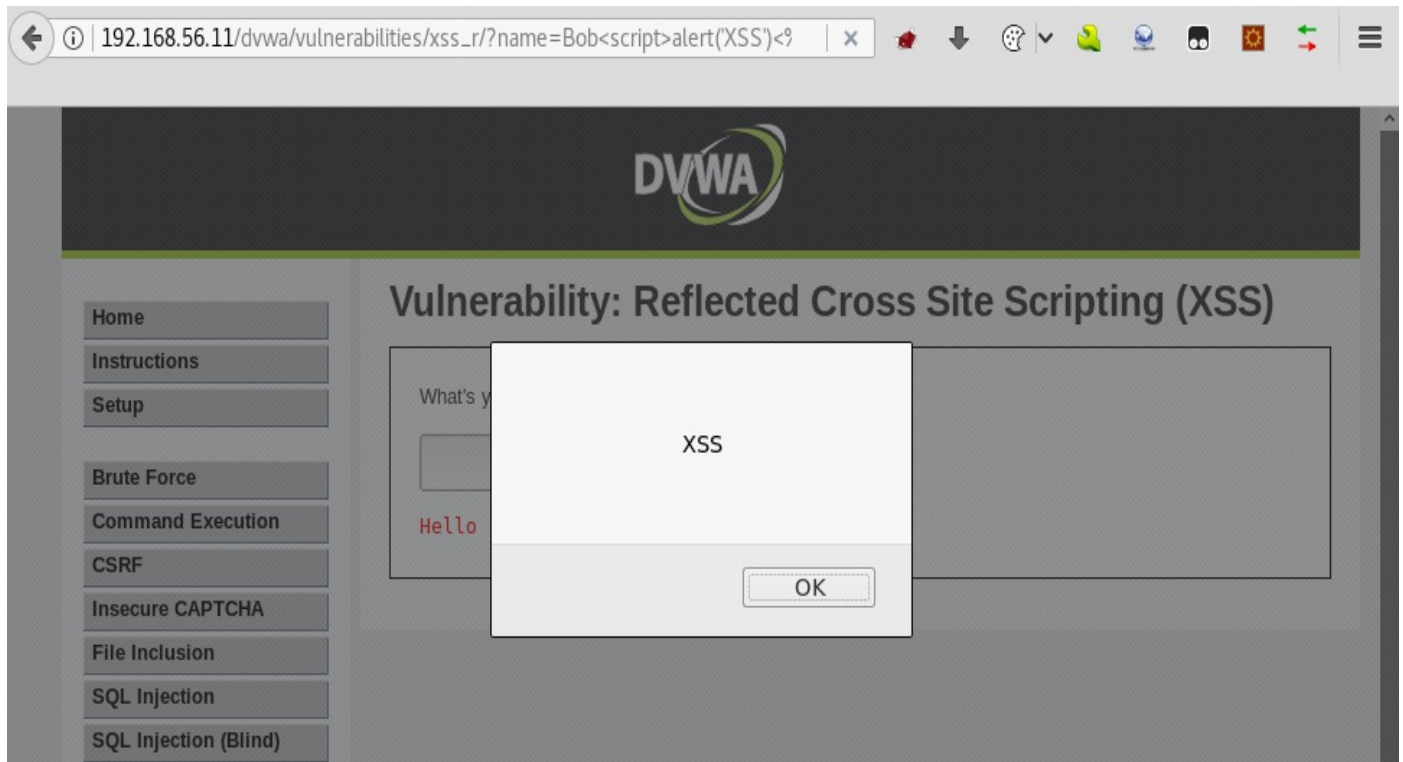 192.168.56.11/dvwa/vulnerabilities/xss_r/?name=Bob<script>alert('XSS')<%
DVWA
Vulnerability: Reflected Cross Site Scripting (XSS)
Home
Instructions
Setup
Brute Force
Command Execution
CSRF
Insecure CAPTCHA
File Inclusion
SQL Injection
SQL Injection (Blind)
What's y
Hello
XSS
OK